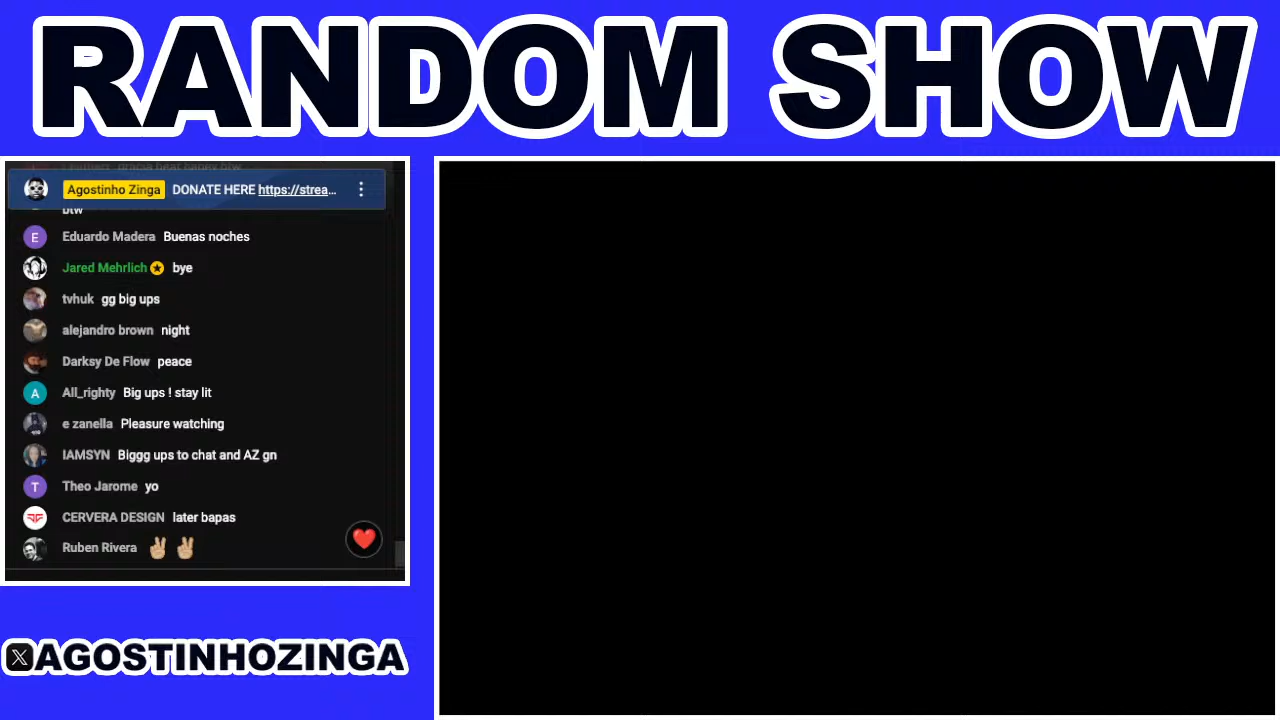 RANDOM SHOW
Agostinho Zinga DONATE HERE https://strea...
btw
Eduardo Madera Buenas noches
Jared Mehrlich bye
tvhuk gg big ups
alejandro brown night
Darksy De Flow peace
All_righty Big ups ! stay lit
e zanella Pleasure watching
IAMSYN Biggg ups to chat and AZ gn
Theo Jarome yo
CERVERA DESIGN later bapas
Ruben Rivera ✌🏼 ✌🏼
@AGOSTINHOZINGA